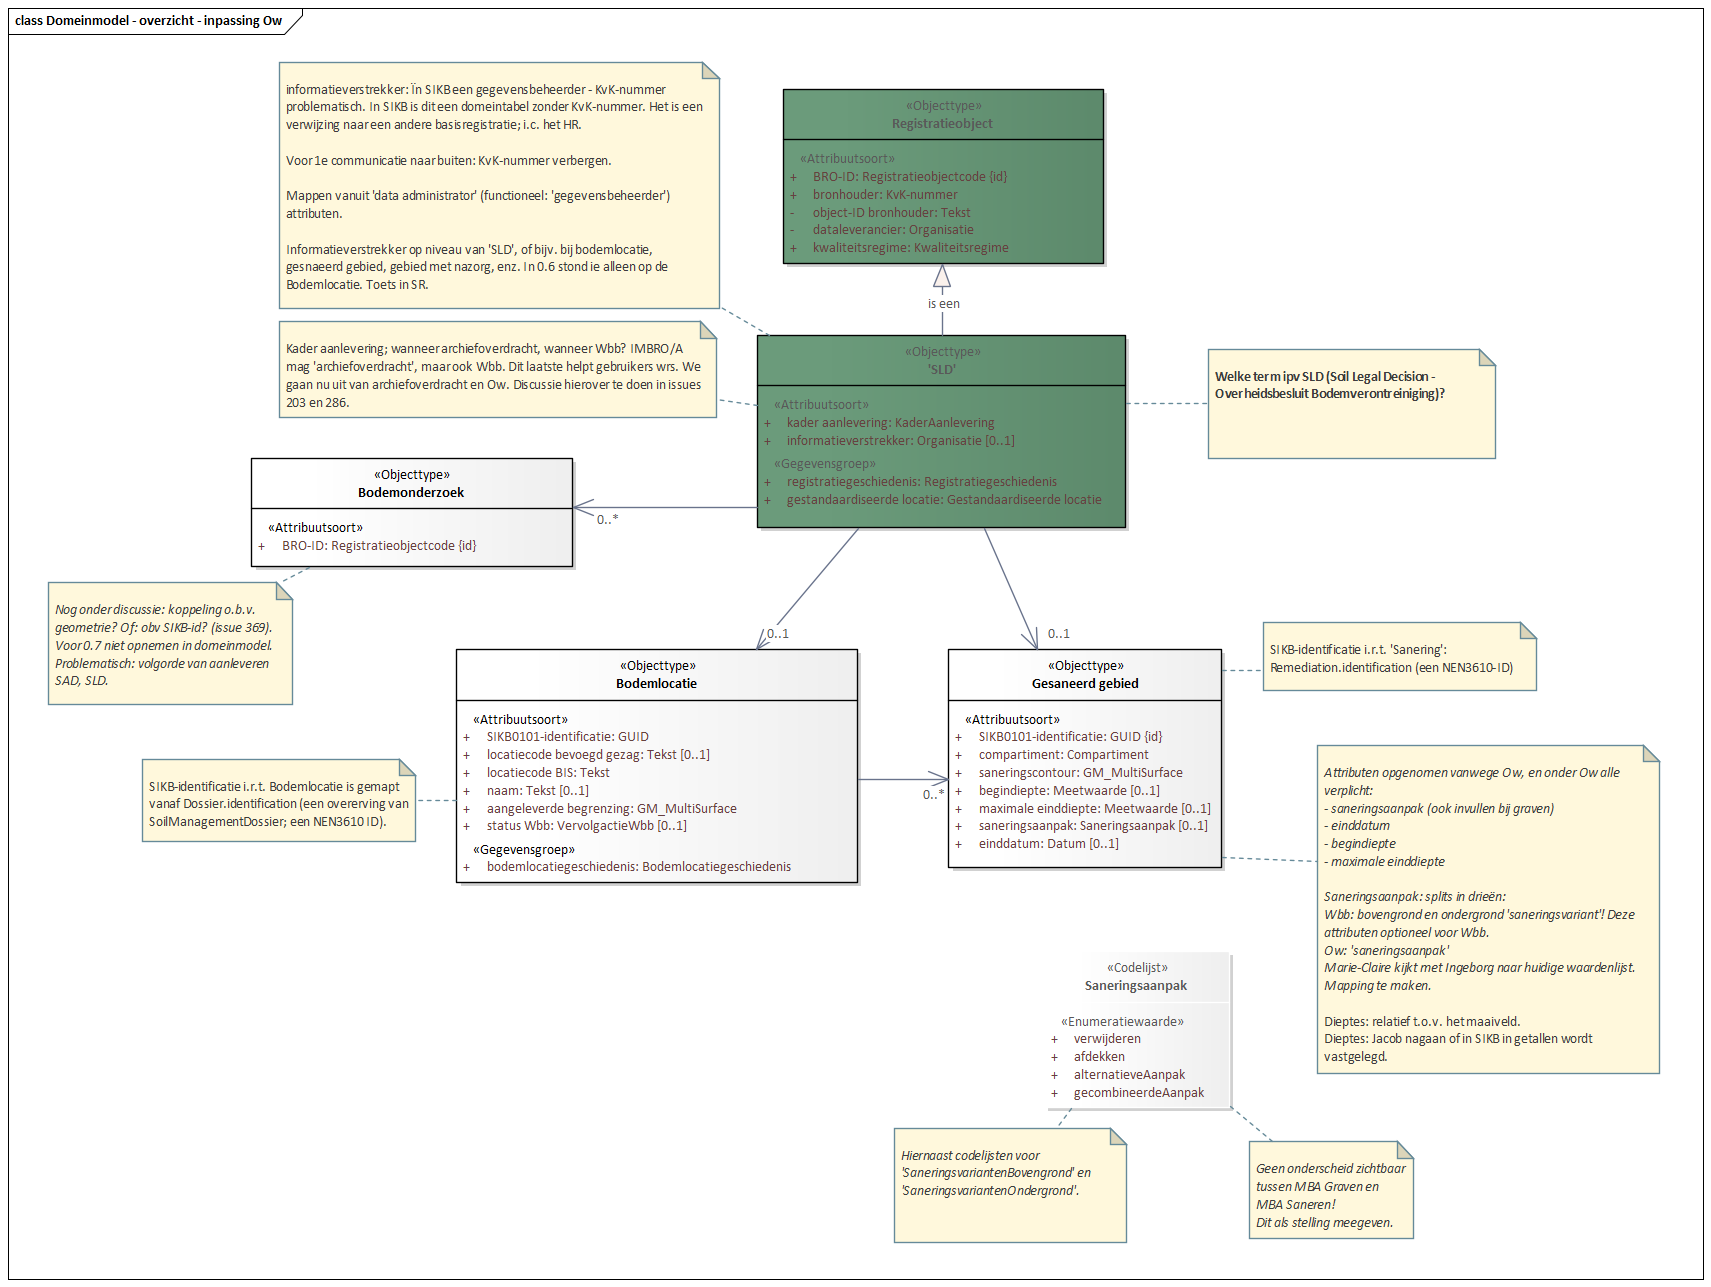 class Domeinmodel - overzicht - inpassing Ow
informatieverstrekker: Ïn SIKB een gegevensbeheerder - KvK-nummer
problematisch. In SIKB is dit een domeintabel zonder KvK-nummer. Het is een
verwijzing naar een andere basisregistratie; i.c. het HR.
Voor 1e communicatie naar buiten: KvK-nummer verbergen.
Mappen vanuit 'data administrator' (functioneel: 'gegevensbeheerder')
attributen.
Informatieverstrekker op niveau van 'SLD', of bijv. bij bodemlocatie,
gesnaeerd gebied, gebied met nazorg, enz. In 0.6 stond ie alleen op de
Bodemlocatie. Toets in SR.
«Objecttype»
Registratieobject
«Attribuutsoort»
+ BRO-ID: Registratieobjectcode {id}
+ bronhouder: KvK-nummer
- object-ID bronhouder: Tekst
- dataleverancier: Organisatie
+ kwaliteitsregime: Kwaliteitsregime
is een
Kader aanlevering; wanneer archiefoverdracht, wanneer Wbb? IMBRO/A
mag 'archiefoverdracht', maar ook Wbb. Dit laatste helpt gebruikers wrs. We
gaan nu uit van archiefoverdracht en Ow. Discussie hierover te doen in issues
203 en 286.
«Objecttype»
'SLD'
«Attribuutsoort»
+ kader aanlevering: KaderAanlevering
+ informatieverstrekker: Organisatie [0..1]
«Gegevensgroep»
+ registratiegeschiedenis: Registratiegeschiedenis
+ gestandaardiseerde locatie: Gestandaardiseerde locatie
Welke term ipv SLD (Soil Legal Decision -
Overheidsbesluit Bodemverontreiniging)?
«Objecttype»
Bodemonderzoek
«Attribuutsoort»
+ BRO-ID: Registratieobjectcode {id}
0..*
Nog onder discussie: koppeling o.b.v.
geometrie? Of: obv SIKB-id? (issue 369).
Voor 0.7 niet opnemen in domeinmodel.
Problematisch: volgorde van aanleveren
SAD, SLD.
0..1
0..1
«Objecttype»
Bodemlocatie
«Attribuutsoort»
+ SIKB0101-identificatie: GUID
+ locatiecode bevoegd gezag: Tekst [0..1]
+ locatiecode BIS: Tekst
+ naam: Tekst [0..1]
+ aangeleverde begrenzing: GM_MultiSurface
+ status Wbb: VervolgactieWbb [0..1]
«Gegevensgroep»
+ bodemlocatiegeschiedenis: Bodemlocatiegeschiedenis
0..*
«Objecttype»
Gesaneerd gebied
«Attribuutsoort»
+ SIKB0101-identificatie: GUID {id}
+ compartiment: Compartiment
+ saneringscontour: GM_MultiSurface
+ begindiepte: Meetwaarde [0..1]
+ maximale einddiepte: Meetwaarde [0..1]
+ saneringsaanpak: Saneringsaanpak [0..1]
+ einddatum: Datum [0..1]
SIKB-identificatie i.r.t. 'Sanering':
Remediation.identification (een NEN3610-ID)
SIKB-identificatie i.r.t. Bodemlocatie is gemapt
vanaf Dossier.identification (een overerving van
SoilManagementDossier; een NEN3610 ID).
Attributen opgenomen vanwege Ow, en onder Ow alle
verplicht:
- saneringsaanpak (ook invullen bij graven)
- einddatum
- begindiepte
- maximale einddiepte
Saneringsaanpak: splits in drieën:
Wbb: bovengrond en ondergrond 'saneringsvariant'! Deze
attributen optioneel voor Wbb.
Ow: 'saneringsaanpak'
Marie-Claire kijkt met Ingeborg naar huidige waardenlijst.
Mapping te maken.
Dieptes: relatief t.o.v. het maaiveld.
Dieptes: Jacob nagaan of in SIKB in getallen wordt
vastgelegd.
«Codelijst»
Saneringsaanpak
«Enumeratiewaarde»
+ verwijderen
+ afdekken
+ alternatieveAanpak
+ gecombineerdeAanpak
Hiernaast codelijsten voor
'SaneringsvariantenBovengrond' en
'SaneringsvariantenOndergrond'.
Geen onderscheid zichtbaar
tussen MBA Graven en
MBA Saneren!
Dit als stelling meegeven.